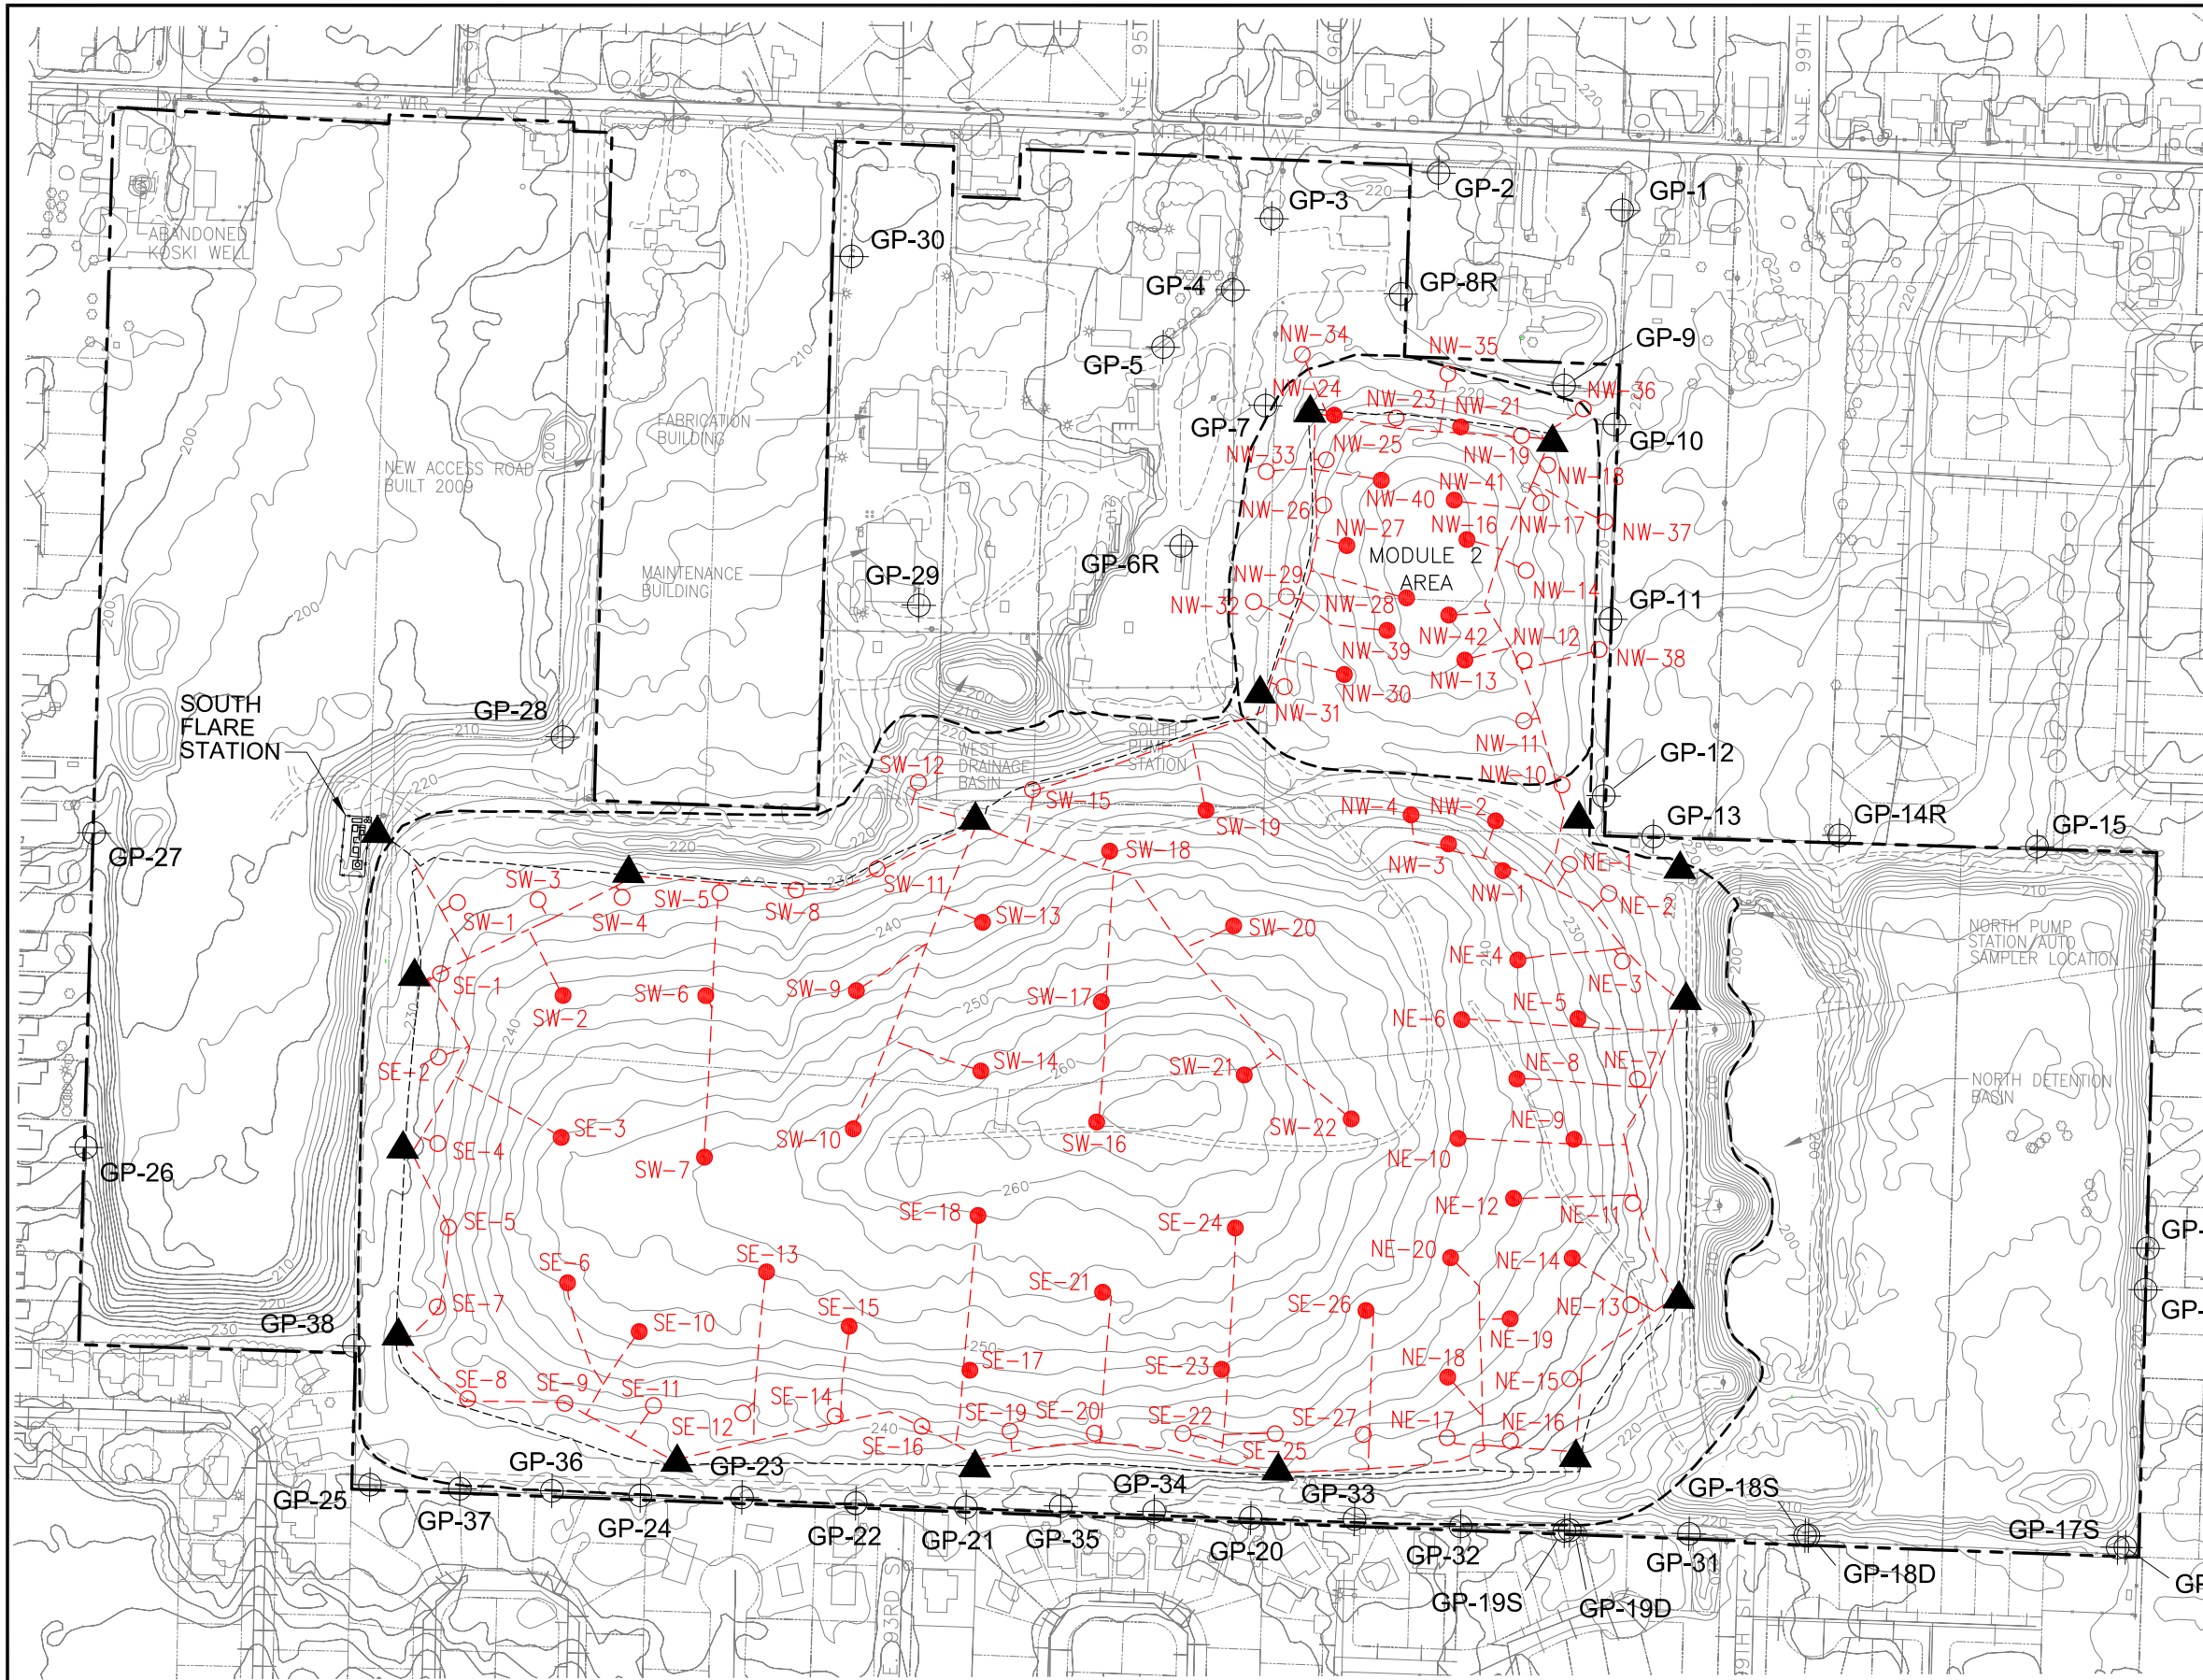 12" WTR
N.E. 95T
NE 96T
N.E. 99TH
N.E. 94TH AVE
ABANDONED
KOSKI WELL
GP-30
GP-3
GP-2
GP-1
GP-4
GP-8R
GP-5
GP-9
GP-7
GP-10
NW-34
NW-35
NW-36
NW-24
NW-23
NW-21
NW-25
NW-33
NW-19
NW-18
FABRICATION
BUILDING
NEW ACCESS ROAD
BUILT 2009
NW-40
NW-41
NW-26
NW-27
NW-16
NW-17
NW-37
MODULE 2
AREA
GP-6R
MAINTENANCE
BUILDING
GP-29
NW-29
NW-32
NW-28
NW-14
GP-11
NW-42
NW-12
NW-39
NW-38
NW-30
NW-13
NW-31
NW-11
NW-10
SOUTH
FLARE
STATION
GP-28
WEST
DRAINAGE
BASIN
SOUTH
PUMP
STATION
GP-12
GP-13
GP-14R
GP-15
GP-27
SW-12
SW-15
SW-19
NW-4
NW-2
NW-3
NW-1
NE-1
NE-2
SW-18
SW-3
SW-1
SW-4
SW-5
SW-8
SW-11
SW-13
SW-20
NE-4
NE-3
NORTH PUMP
STATION/AUTO
SAMPLER LOCATION
SE-1
SW-2
SW-6
SW-9
SW-17
NE-5
NE-6
SE-2
SW-14
SW-21
NE-8
NE-7
NORTH DETENTION
BASIN
SE-3
SE-4
SW-7
SW-10
SW-16
SW-22
NE-9
NE-10
GP-26
SE-5
SE-18
SE-24
NE-12
NE-11
SE-6
SE-13
SE-21
NE-20
NE-14
SE-7
SE-10
SE-15
SE-26
NE-13
NE-19
GP-38
SE-17
SE-23
NE-18
NE-15
SE-8
SE-9
SE-11
SE-12
SE-14
SE-16
SE-19
SE-20
SE-22
SE-25
SE-27
NE-17
NE-16
GP-25
GP-37
GP-36
GP-24
GP-23
GP-22
GP-21
GP-35
GP-34
GP-20
GP-33
GP-32
GP-19S
GP-19D
GP-31
GP-18S
GP-18D
GP-17S
GP-
GP-
GP
93RD S
99TH S
200
210
220
230
240
250
260